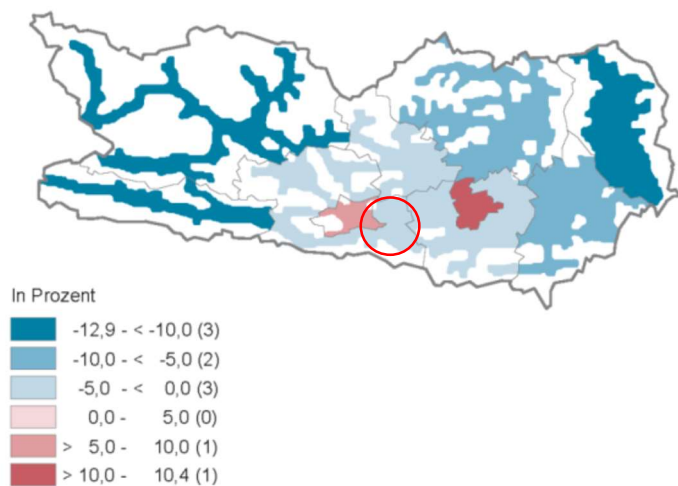 In Prozent
-12,9 - < -10,0 (3)
-10,0 - < -5,0 (2)
-5,0 - < 0,0 (3)
0,0 - 5,0 (0)
> 5,0 - 10,0 (1)
> 10,0 - 10,4 (1)